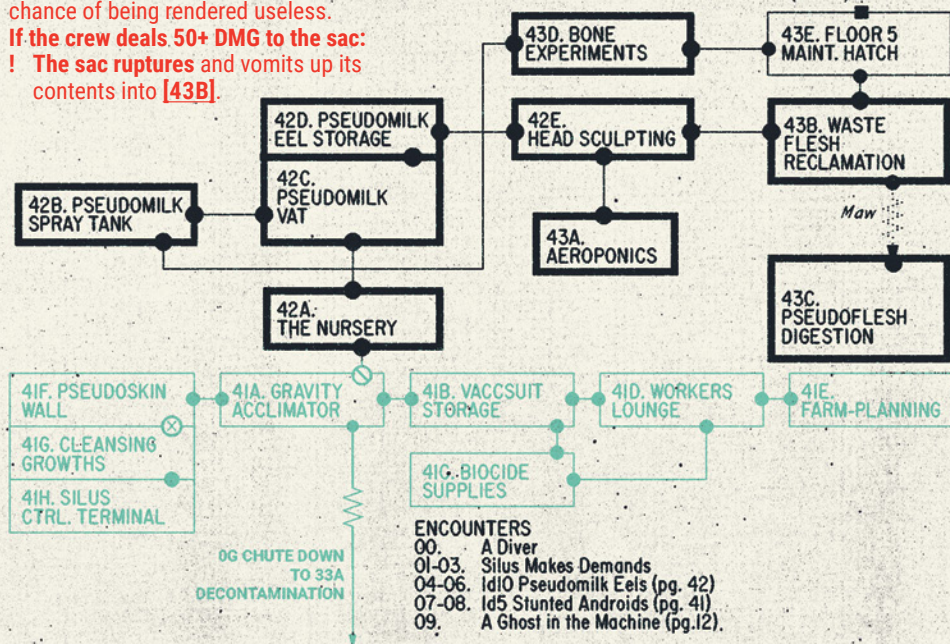 chance of being rendered useless.
If the crew deals 50+ DMG to the sac:
! The sac ruptures and vomits up its
contents into [43B].
43D. BONE
EXPERIMENTS
43E. FLOOR 5
MAINT. HATCH
42D. PSEUDOMILK
EEL STORAGE
42E.
HEAD SCULPTING
43B. WASTE
FLESH
RECLAMATION
42B. PSEUDOMILK
SPRAY TANK
42C.
PSEUDOMILK
VAT
Maw
43A.
AEROPONICS
42A.
THE NURSERY
43C.
PSEUDOFLESH
DIGESTION
41F. PSEUDOSKIN
WALL
41A. GRAVITY
ACCLIMATOR
41B. VACCSUIT
STORAGE
41D. WORKERS
LOUNGE
41E.
FARM-PLANNING
41G. CLEANSING
GROWTHS
41C. BIOCIDE
SUPPLIES
41H. SILUS
CTRL. TERMINAL
0G CHUTE DOWN
TO 33A
DECONTAMINATION
ENCOUNTERS
00. A Diver
01-03. Silus Makes Demands
04-06. 1d10 Pseudomilk Eels (pg. 42)
07-08. 1d5 Stunted Androids (pg. 41)
09. A Ghost in the Machine (pg.12).